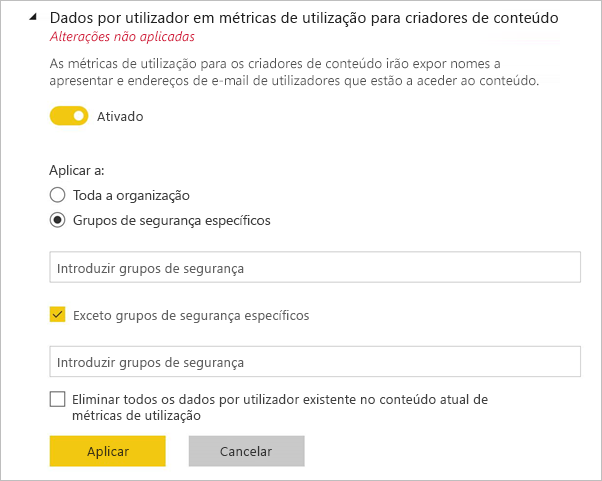 Dados por utilizador em métricas de utilização para criadores de conteúdo
Alterações não aplicadas
As métricas de utilização para os criadores de conteúdo irão expor nomes a
apresentar e endereços de e-mail de utilizadores que estão a aceder ao conteúdo.
Ativado
Aplicar a:
Toda a organização
Grupos de segurança específicos
Introduzir grupos de segurança
Exceto grupos de segurança específicos
Introduzir grupos de segurança
Eliminar todos os dados por utilizador existente no conteúdo atual de
métricas de utilização
Aplicar
Cancelar